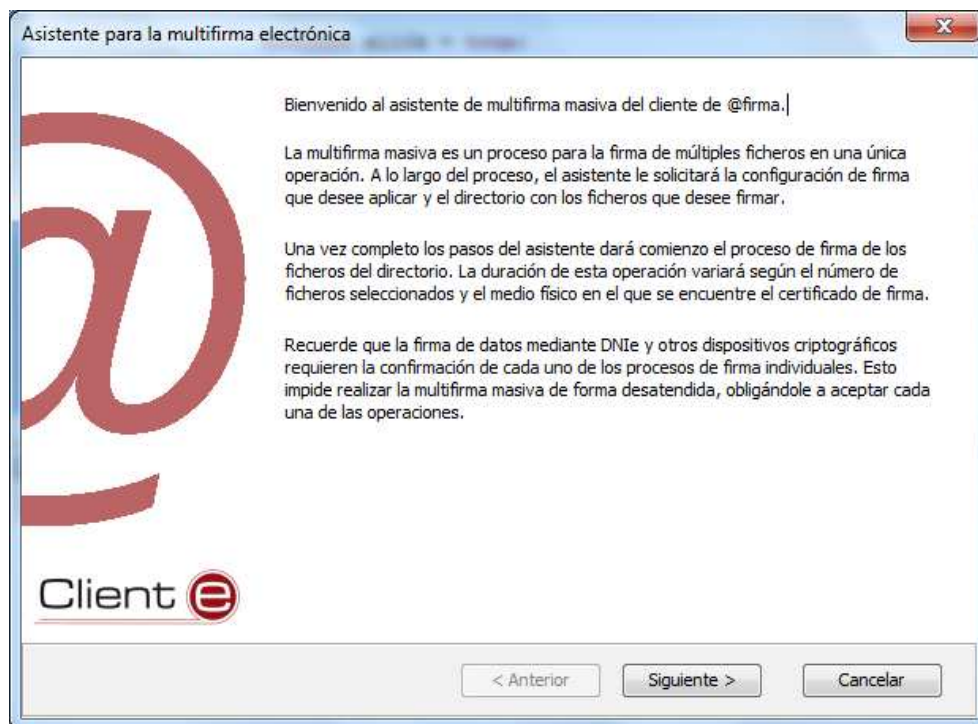 Asistente para la multifirma electrónica
Bienvenido al asistente de multifirma masiva del cliente de @firma.
La multifirma masiva es un proceso para la firma de múltiples ficheros en una única
operación. A lo largo del proceso, el asistente le solicitará la configuración de firma
que desee aplicar y el directorio con los ficheros que desee firmar.
Una vez completo los pasos del asistente dará comienzo el proceso de firma de los
ficheros del directorio. La duración de esta operación variará según el número de
ficheros seleccionados y el medio físico en el que se encuentre el certificado de firma.
Recuerde que la firma de datos mediante DNIe y otros dispositivos criptográficos
requieren la confirmación de cada uno de los procesos de firma individuales. Esto
impide realizar la multifirma masiva de forma desatendida, obligándole a aceptar cada
una de las operaciones.
@
Client e
< Anterior
Siguiente >
Cancelar